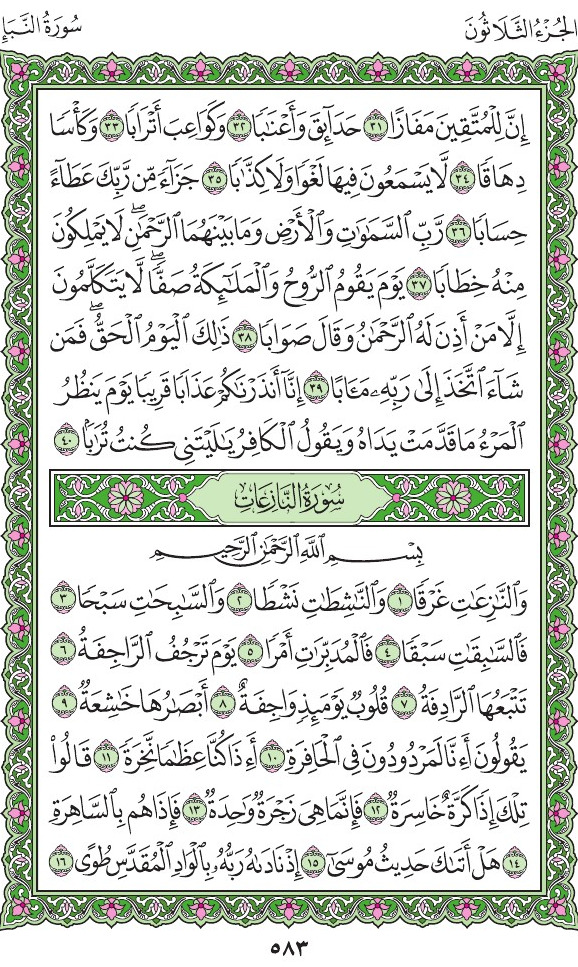 الجُزْءُ الثَّلَاثُونَ
سُورَةُ النَّبَإِ
إِنَّ لِلْمُتَّقِينَ مَفَازًا ٣١ حَدَآئِقَ وَأَعْنَٰبًا ٣٢ وَكَوَاعِبَ أَتْرَابًا ٣٣ وَكَأْسًا
دِهَاقًا ٣٤ لَّا يَسْمَعُونَ فِيهَا لَغْوًا وَلَا كِذَّٰبًا ٣٥ جَزَآءً مِّن رَّبِّكَ عَطَآءً
حِسَابًا ٣٦ رَّبِّ ٱلسَّمَٰوَٰتِ وَٱلْأَرْضِ وَمَا بَيْنَهُمَا ٱلرَّحْمَٰنِ ۖ لَا يَمْلِكُونَ
مِنْهُ خِطَابًا ٣٧ يَوْمَ يَقُومُ ٱلرُّوحُ وَٱلْمَلَٰٓئِكَةُ صَفًّا ۖ لَّا يَتَكَلَّمُونَ
إِلَّا مَنْ أَذِنَ لَهُ ٱلرَّحْمَٰنُ وَقَالَ صَوَابًا ٣٨ ذَٰلِكَ ٱلْيَوْمُ ٱلْحَقُّ ۖ فَمَن
شَآءَ ٱتَّخَذَ إِلَىٰ رَبِّهِۦ مَـَٔابًا ٣٩ إِنَّآ أَنذَرْنَٰكُمْ عَذَابًا قَرِيبًا يَوْمَ يَنظُرُ
ٱلْمَرْءُ مَا قَدَّمَتْ يَدَاهُ وَيَقُولُ ٱلْكَافِرُ يَٰلَيْتَنِى كُنتُ تُرَٰبًۢا ٤٠
سُورَةُ النَّازِعَاتِ
بِسْمِ ٱللَّهِ ٱلرَّحْمَٰنِ ٱلرَّحِيمِ
وَٱلنَّٰزِعَٰتِ غَرْقًا ١ وَٱلنَّٰشِطَٰتِ نَشْطًا ٢ وَٱلسَّٰبِحَٰتِ سَبْحًا ٣
فَٱلسَّٰبِقَٰتِ سَبْقًا ٤ فَٱلْمُدَبِّرَٰتِ أَمْرًا ٥ يَوْمَ تَرْجُفُ ٱلرَّاجِفَةُ ٦
تَتْبَعُهَا ٱلرَّادِفَةُ ٧ قُلُوبٌ يَوْمَئِذٍ وَاجِفَةٌ ٨ أَبْصَٰرُهَا خَٰشِعَةٌ ٩
يَقُولُونَ أَءِنَّا لَمَرْدُودُونَ فِى ٱلْحَافِرَةِ ١٠ أَءِذَا كُنَّا عِظَٰمًا نَّخِرَةً ١١ قَالُوا۟
تِلْكَ إِذًا كَرَّةٌ خَاسِرَةٌ ١٢ فَإِنَّمَا هِىَ زَجْرَةٌ وَٰحِدَةٌ ١٣ فَإِذَا هُم بِٱلسَّاهِرَةِ
١٤ هَلْ أَتَىٰكَ حَدِيثُ مُوسَىٰٓ ١٥ إِذْ نَادَىٰهُ رَبُّهُۥ بِٱلْوَادِ ٱلْمُقَدَّسِ طُوًى ١٦
٥٨٣